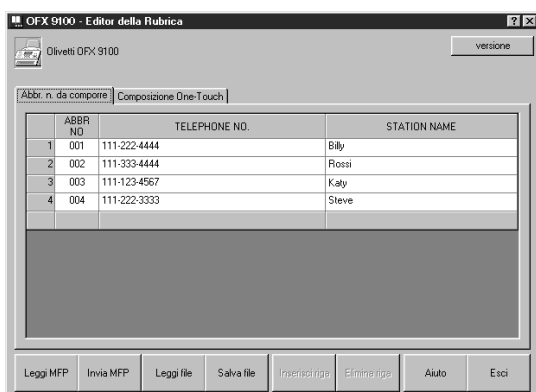 OFX 9100 - Editor della Rubrica
Olivetti OFX 9100
versione
Abbr. n. da comporre Composizione One-Touch
ABBR NO TELEPHONE NO. STATION NAME
1 001 111-222-4444 Billy
2 002 111-333-4444 Rossi
3 003 111-123-4567 Katy
4 004 111-222-3333 Steve
Leggi MFP Invia MFP Leggi file Salva file Inserisci riga Elimina riga Aiuto Esci